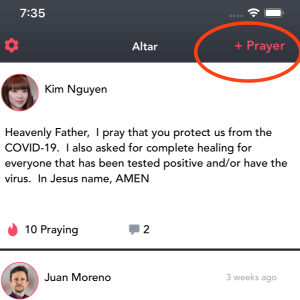 7:35
Altar
+ Prayer
Kim Nguyen
Heavenly Father,  I pray that you protect us from the
COVID-19.  I also asked for complete healing for
everyone that has been tested positive and/or have the
virus.  In Jesus name, AMEN
10 Praying
2
Juan Moreno
3 weeks ago